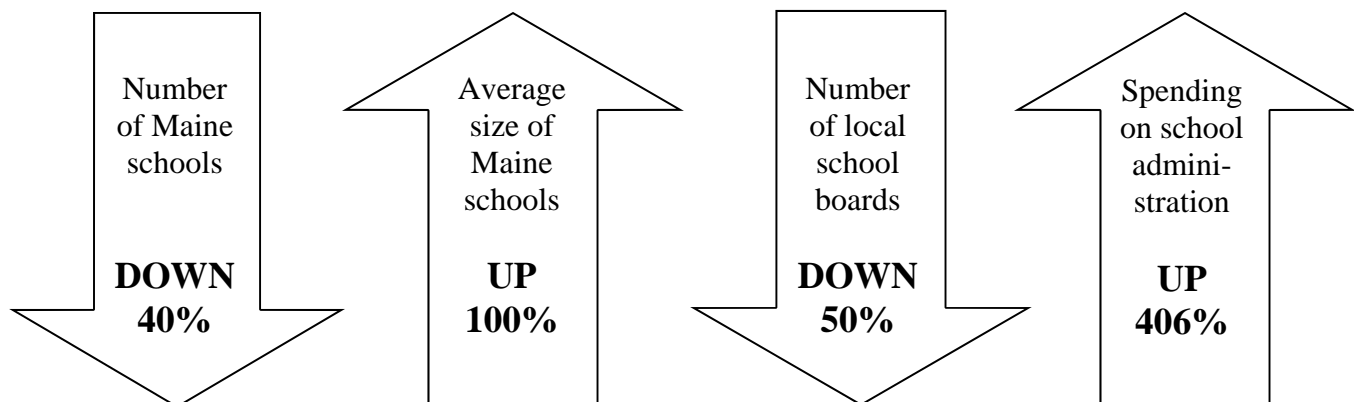 Number
of Maine
schools
DOWN
40%
Average
size of
Maine
schools
UP
100%
Number
of local
school
boards
DOWN
50%
Spending
on school
admini-
stration
UP
406%